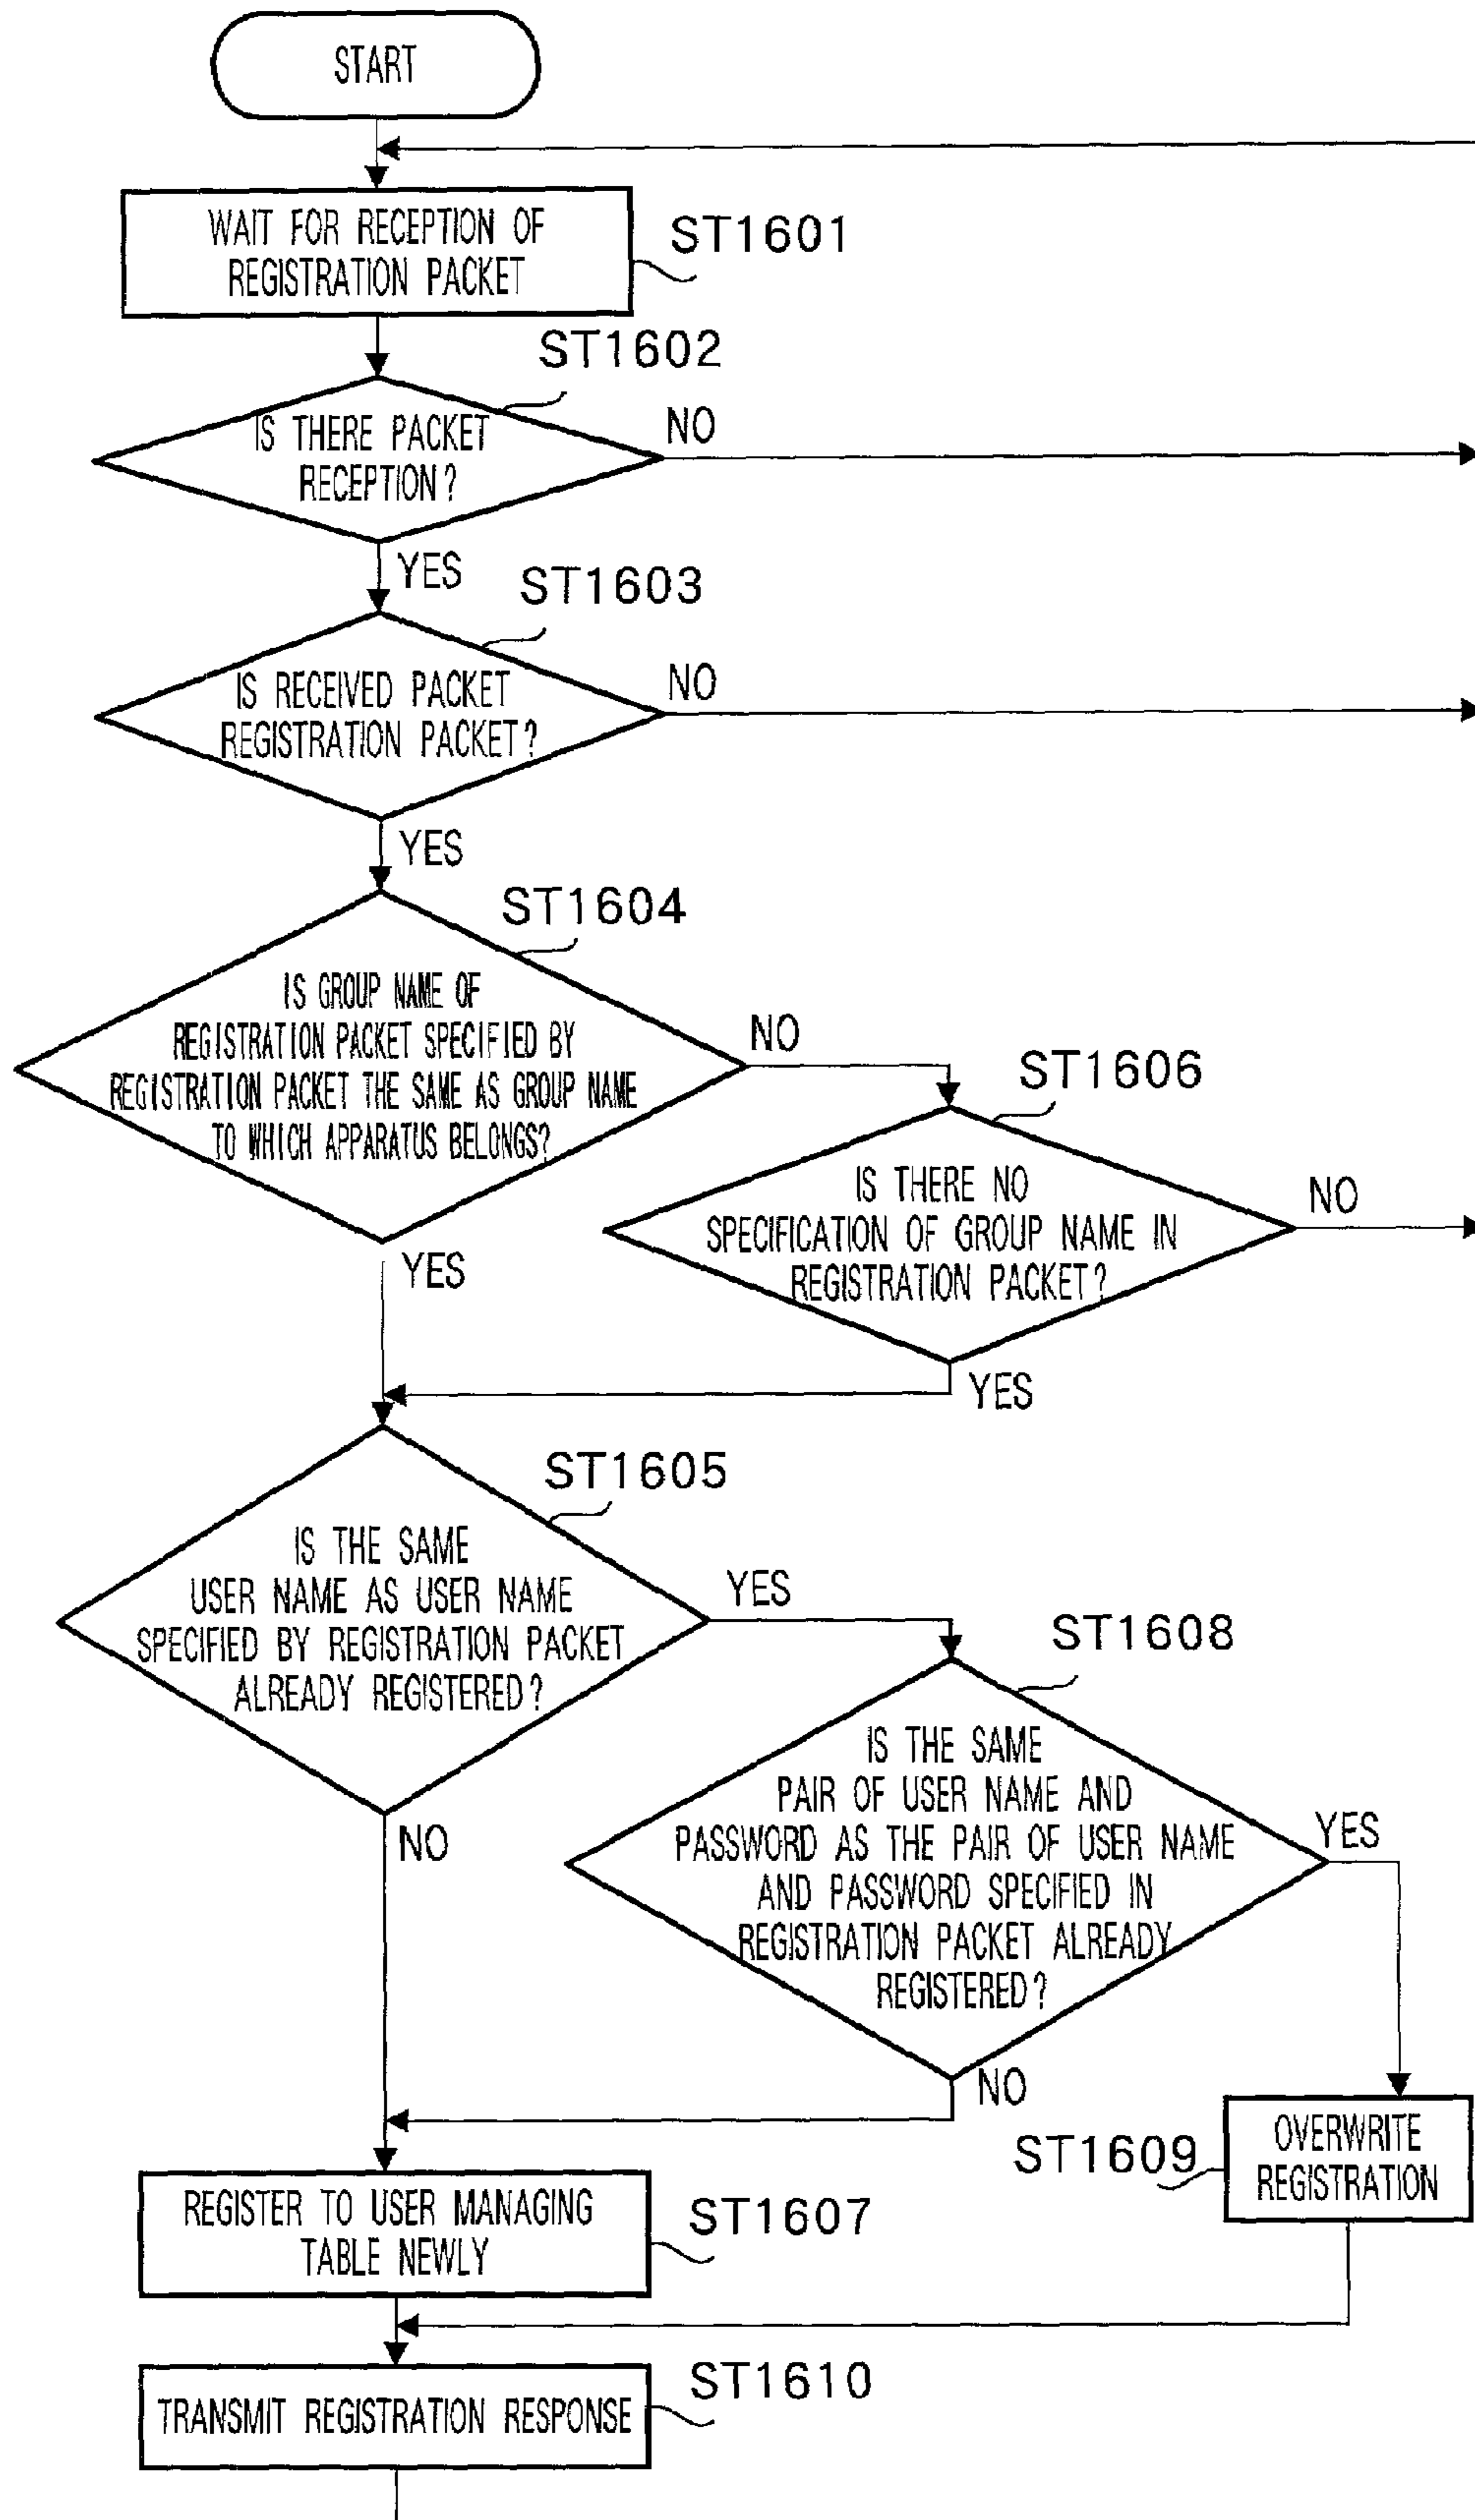 START
WAIT FOR RECEPTION OF
REGISTRATION PACKET
ST1601
ST1602
IS THERE PACKET
RECEPTION?
NO
YES
ST1603
IS RECEIVED PACKET
REGISTRATION PACKET?
NO
YES
ST1604
IS GROUP NAME OF
REGISTRATION PACKET SPECIFIED BY
REGISTRATION PACKET THE SAME AS GROUP NAME
TO WHICH APPARATUS BELONGS?
NO
YES
ST1606
IS THERE NO
SPECIFICATION OF GROUP NAME IN
REGISTRATION PACKET?
NO
YES
ST1605
IS THE SAME
USER NAME AS USER NAME
SPECIFIED BY REGISTRATION PACKET
ALREADY REGISTERED?
YES
NO
ST1608
IS THE SAME
PAIR OF USER NAME AND
PASSWORD AS THE PAIR OF USER NAME
AND PASSWORD SPECIFIED IN
REGISTRATION PACKET ALREADY
REGISTERED?
YES
NO
ST1609
OVERWRITE
REGISTRATION
REGISTER TO USER MANAGING
TABLE NEWLY
ST1607
TRANSMIT REGISTRATION RESPONSE
ST1610